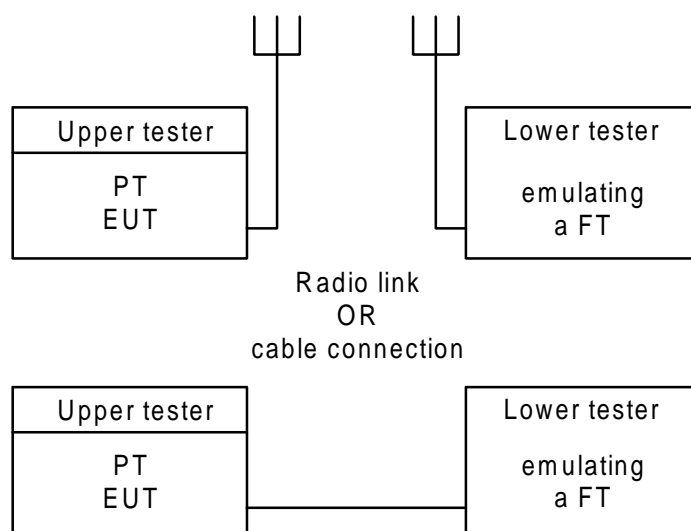 Upper tester
PT
EUT
Lower tester
emulating
a FT
Radio link
OR
cable connection
Upper tester
PT
EUT
Lower tester
emulating
a FT